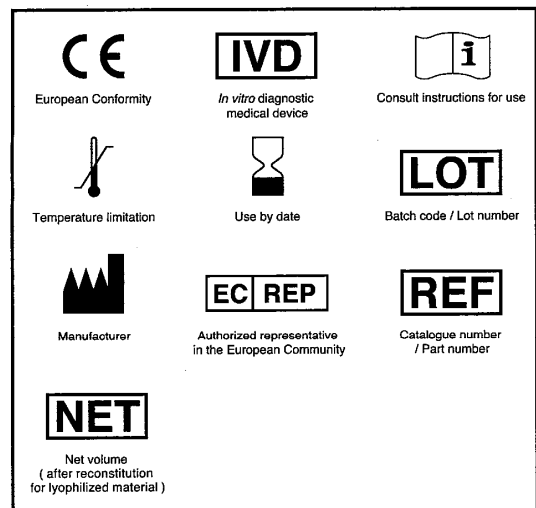 CE
IVD
i
European Conformity
In vitro diagnostic
medical device
Consult instructions for use
LOT
Temperature limitation
Use by date
Batch code / Lot number
EC REP
REF
Manufacturer
Authorized representative
in the European Community
Catalogue number
/ Part number
NET
Net volume
( after reconstitution
for lyophilized material )